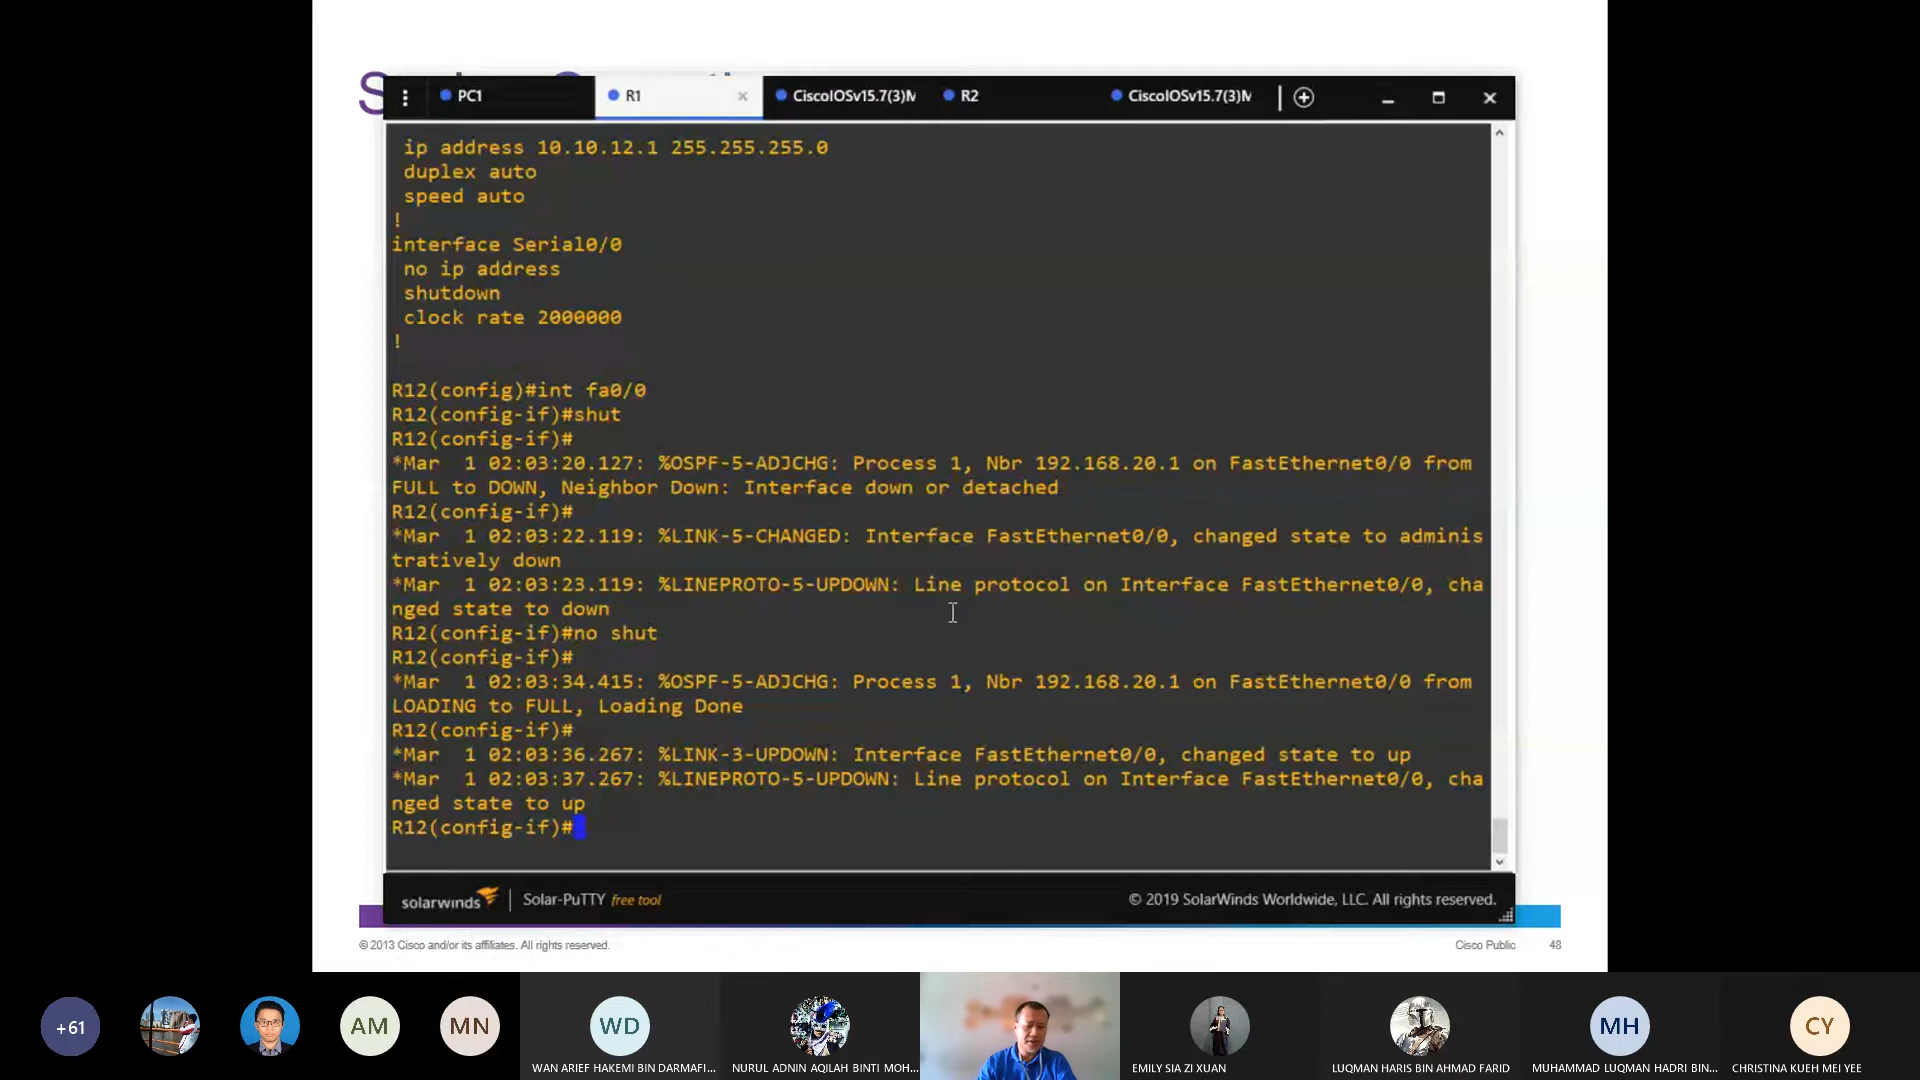 PC1
R1
CiscoIOSv15.7(3)M
R2
CiscoIOSv15.7(3)M
ip address 10.10.12.1 255.255.255.0
duplex auto
speed auto
!
interface Serial0/0
no ip address
shutdown
clock rate 2000000
!
R12(config)#int fa0/0
R12(config-if)#shut
R12(config-if)#
*Mar  1 02:03:20.127: %OSPF-5-ADJCHG: Process 1, Nbr 192.168.20.1 on FastEthernet0/0 from
FULL to DOWN, Neighbor Down: Interface down or detached
R12(config-if)#
*Mar  1 02:03:22.119: %LINK-5-CHANGED: Interface FastEthernet0/0, changed state to adminis
tratively down
*Mar  1 02:03:23.119: %LINEPROTO-5-UPDOWN: Line protocol on Interface FastEthernet0/0, cha
nged state to down
R12(config-if)#no shut
R12(config-if)#
*Mar  1 02:03:34.415: %OSPF-5-ADJCHG: Process 1, Nbr 192.168.20.1 on FastEthernet0/0 from
LOADING to FULL, Loading Done
R12(config-if)#
*Mar  1 02:03:36.267: %LINK-3-UPDOWN: Interface FastEthernet0/0, changed state to up
*Mar  1 02:03:37.267: %LINEPROTO-5-UPDOWN: Line protocol on Interface FastEthernet0/0, cha
nged state to up
R12(config-if)#
solarwinds
Solar-PuTTY free tool
© 2019 SolarWinds Worldwide, LLC. All rights reserved.
© 2013 Cisco and/or its affiliates. All rights reserved.
Cisco Public
48
+61
AM
MN
WD
MH
CY
WAN ARIEF HAKEMI BIN DARMAFI...
NURUL ADNIN AQILAH BINTI MOH...
EMILY SIA ZI XUAN
LUQMAN HARIS BIN AHMAD FARID
MUHAMMAD LUQMAN HADRI BIN...
CHRISTINA KUEH MEI YEE